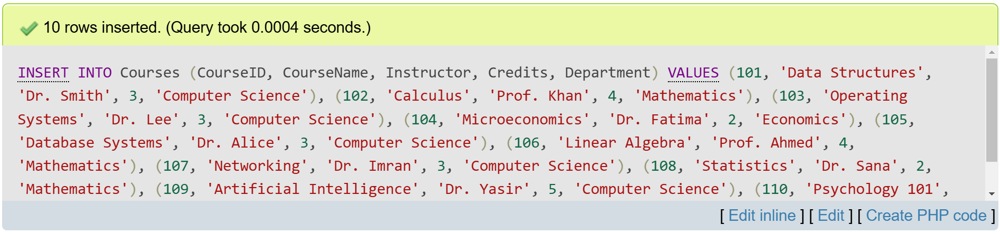 10 rows inserted. (Query took 0.0004 seconds.)
INSERT INTO Courses (CourseID, CourseName, Instructor, Credits, Department) VALUES (101, 'Data Structures',
'Dr. Smith', 3, 'Computer Science'), (102, 'Calculus', 'Prof. Khan', 4, 'Mathematics'), (103, 'Operating
Systems', 'Dr. Lee', 3, 'Computer Science'), (104, 'Microeconomics', 'Dr. Fatima', 2, 'Economics'), (105,
'Database Systems', 'Dr. Alice', 3, 'Computer Science'), (106, 'Linear Algebra', 'Prof. Ahmed', 4,
'Mathematics'), (107, 'Networking', 'Dr. Imran', 3, 'Computer Science'), (108, 'Statistics', 'Dr. Sana', 2,
'Mathematics'), (109, 'Artificial Intelligence', 'Dr. Yasir', 5, 'Computer Science'), (110, 'Psychology 101',
[ Edit inline ] [ Edit ] [ Create PHP code ]